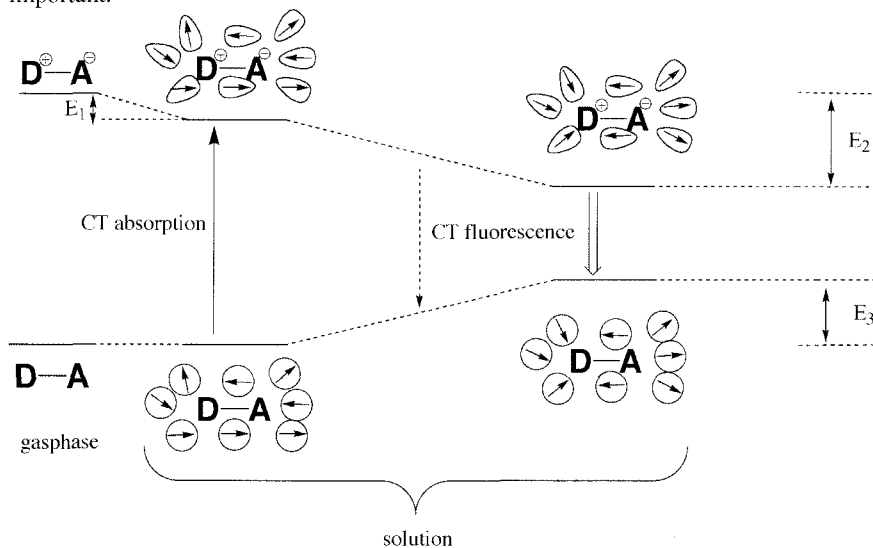 important.
D⊕—A⊖
D⊕—A⊖
D⊕—A⊖
E1
E2
CT absorption
CT fluorescence
E3
D—A
D—A
D—A
gasphase
solution